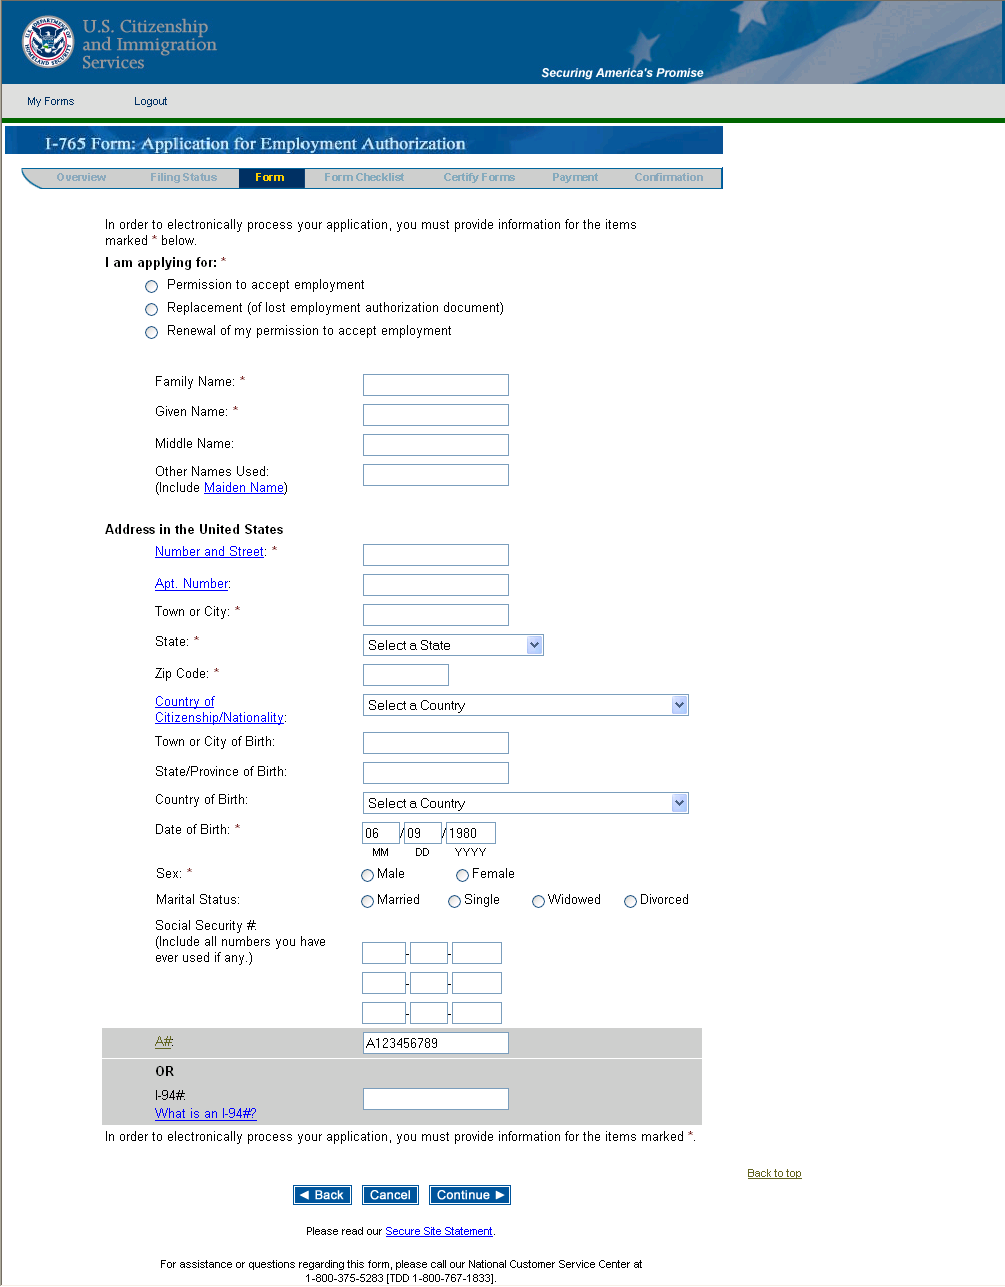 U.S. Citizenship
and Immigration
Services
Securing America's Promise
My Forms Logout
I-765 Form: Application for Employment Authorization
Overview Filing Status Form Form Checklist Certify Forms Payment Confirmation
In order to electronically process your application, you must provide information for the items
marked * below.
I am applying for: *
Permission to accept employment
Replacement (of lost employment authorization document)
Renewal of my permission to accept employment
Family Name: *
Given Name: *
Middle Name:
Other Names Used:
(Include Maiden Name)
Address in the United States
Number and Street: *
Apt. Number:
Town or City: *
State: * Select a State
Zip Code: *
Country of
Citizenship/Nationality: Select a Country
Town or City of Birth:
State/Province of Birth:
Country of Birth: Select a Country
Date of Birth: * 06 / 09 / 1980
MM DD YYYY
Sex: * Male Female
Marital Status: Married Single Widowed Divorced
Social Security #:
(Include all numbers you have
ever used if any.)
- -
- -
- -
A#: A123456789
OR
I-94#:
What is an I-94#?
In order to electronically process your application, you must provide information for the items marked *.
Back to top
Back Cancel Continue
Please read our Secure Site Statement.
For assistance or questions regarding this form, please call our National Customer Service Center at
1-800-375-5283 [TDD 1-800-767-1833].